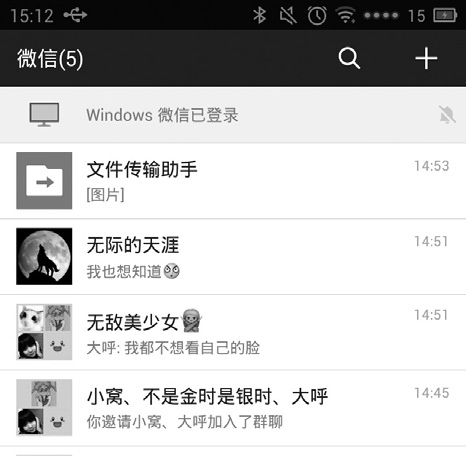 15:12 15
微信(5)
Windows 微信已登录
文件传输助手 14:53
[图片]
无际的天涯 14:51
我也想知道
无敌美少女 14:51
大呼: 我都不想看自己的脸
小窝、不是金时是银时、大呼 14:45
你邀请小窝、大呼加入了群聊